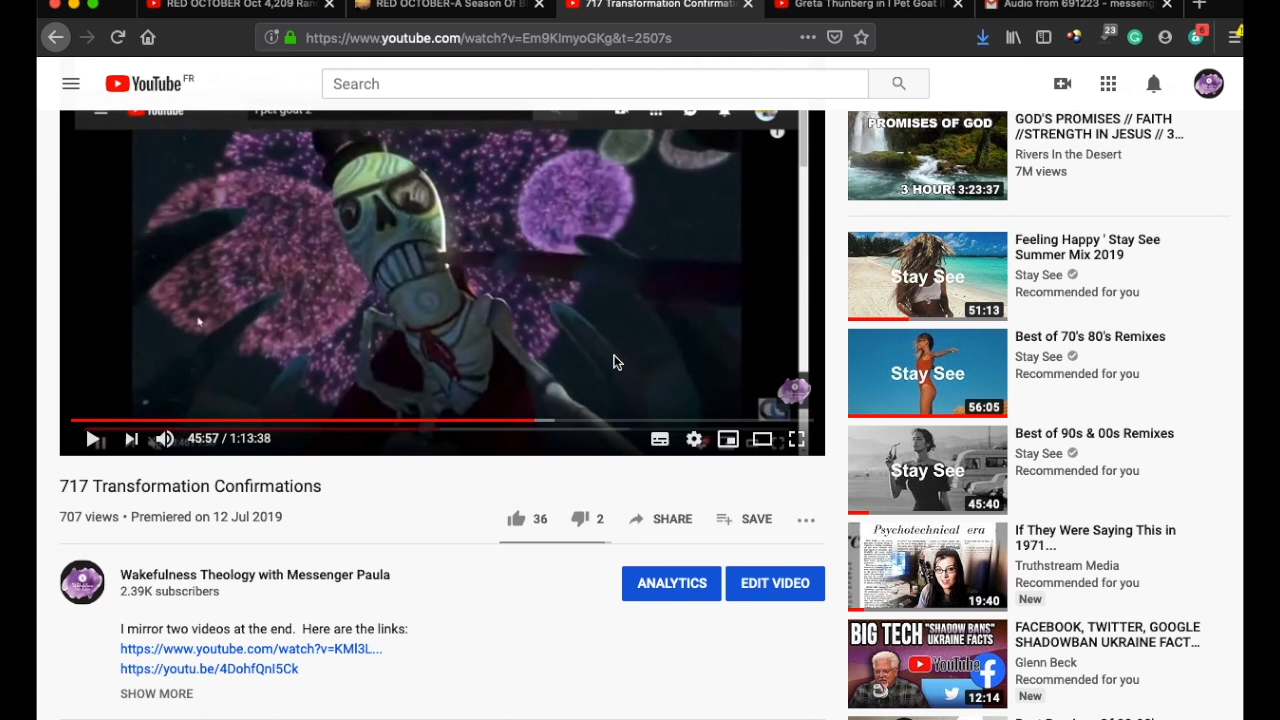 RED OCTOBER Oct 4,209 Ran
RED OCTOBER-A Season Of B
717 Transformation Confirmati
Greta Thunberg in I Pet Goat I
Audio from 691223 - messeng
https://www.youtube.com/watch?v=Em9KlmyoGKg&t=2507s
23
6
YouTube FR
Search
I pet goat 2
45:57 / 1:13:38
717 Transformation Confirmations
707 views • Premiered on 12 Jul 2019
36
2
SHARE
SAVE
Wakefulness Theology with Messenger Paula
2.39K subscribers
ANALYTICS
EDIT VIDEO
I mirror two videos at the end. Here are the links:
https://www.youtube.com/watch?v=KMl3L...
https://youtu.be/4DohfQnI5Ck
SHOW MORE
PROMISES OF GOD
3 HOUR
3:23:37
GOD'S PROMISES // FAITH
//STRENGTH IN JESUS // 3...
Rivers In the Desert
7M views
Stay See
51:13
Feeling Happy ' Stay See
Summer Mix 2019
Stay See
Recommended for you
Stay See
56:05
Best of 70's 80's Remixes
Stay See
Recommended for you
Stay See
45:40
Best of 90s & 00s Remixes
Stay See
Recommended for you
Psychotechnical era
19:40
If They Were Saying This in
1971...
Truthstream Media
Recommended for you
New
BIG TECH "SHADOW BANS"
UKRAINE FACTS
YouTube
12:14
FACEBOOK, TWITTER, GOOGLE
SHADOWBAN UKRAINE FACT...
Glenn Beck
Recommended for you
New